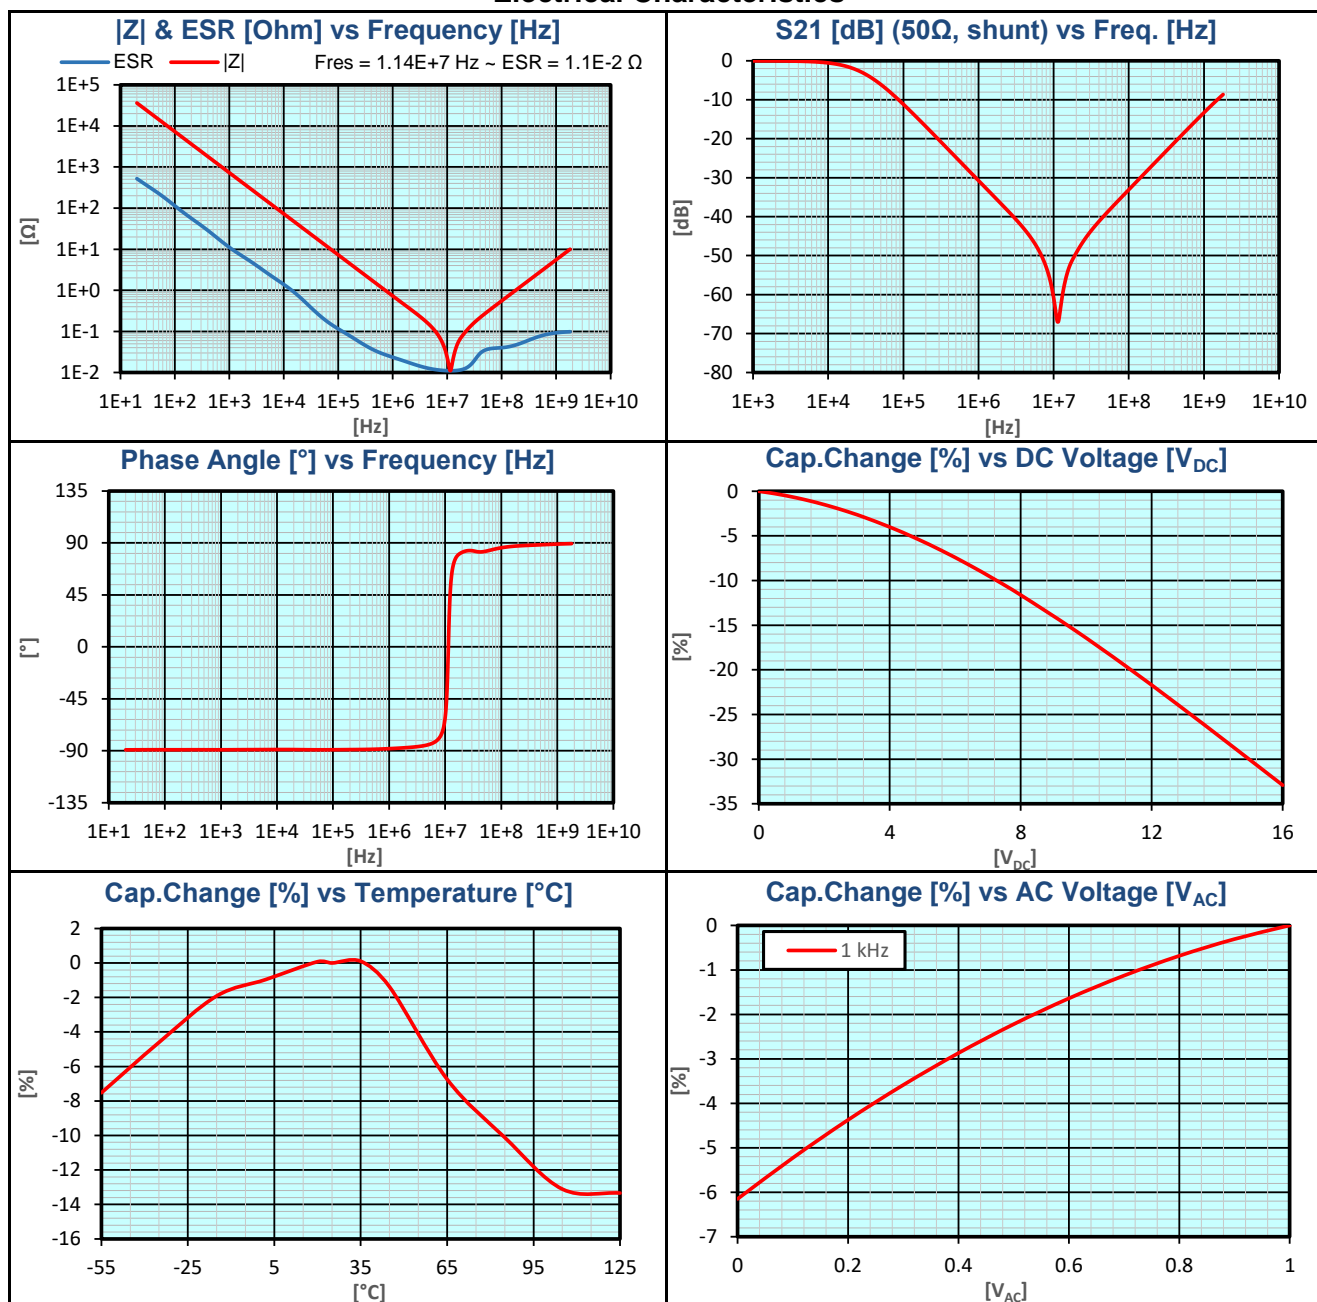 |Z| & ESR [Ohm] vs Frequency [Hz]
ESR |Z| Fres = 1.14E+7 Hz ~ ESR = 1.1E-2 Ω
1E+5
1E+4
1E+3
1E+2
1E+1
1E+0
1E-1
1E-2
[Ω]
1E+1 1E+2 1E+3 1E+4 1E+5 1E+6 1E+7 1E+8 1E+9 1E+10
[Hz]
S21 [dB] (50Ω, shunt) vs Freq. [Hz]
0
-10
-20
-30
-40
-50
-60
-70
-80
[dB]
1E+3 1E+4 1E+5 1E+6 1E+7 1E+8 1E+9 1E+10
[Hz]
Phase Angle [°] vs Frequency [Hz]
135
90
45
0
-45
-90
-135
[°]
1E+1 1E+2 1E+3 1E+4 1E+5 1E+6 1E+7 1E+8 1E+9 1E+10
[Hz]
Cap.Change [%] vs DC Voltage [VDC]
0
-5
-10
-15
-20
-25
-30
-35
[%]
0 4 8 12 16
[VDC]
Cap.Change [%] vs Temperature [°C]
2
0
-2
-4
-6
-8
-10
-12
-14
-16
[%]
-55 -25 5 35 65 95 125
[°C]
Cap.Change [%] vs AC Voltage [VAC]
1 kHz
0
-1
-2
-3
-4
-5
-6
-7
[%]
0 0.2 0.4 0.6 0.8 1
[VAC]